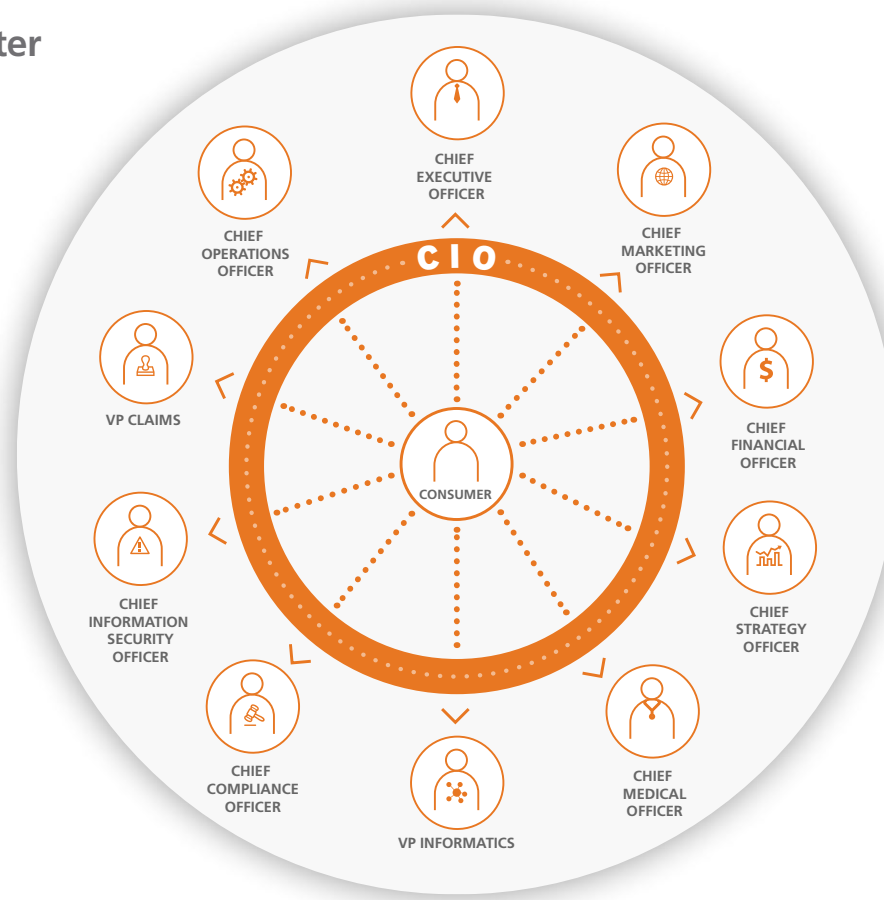 ter
CHIEF
EXECUTIVE
OFFICER
CHIEF
OPERATIONS
OFFICER
CHIEF
MARKETING
OFFICER
CIO
VP CLAIMS
$
CHIEF
FINANCIAL
OFFICER
CONSUMER
CHIEF
INFORMATION
SECURITY
OFFICER
CHIEF
STRATEGY
OFFICER
CHIEF
COMPLIANCE
OFFICER
CHIEF
MEDICAL
OFFICER
VP INFORMATICS